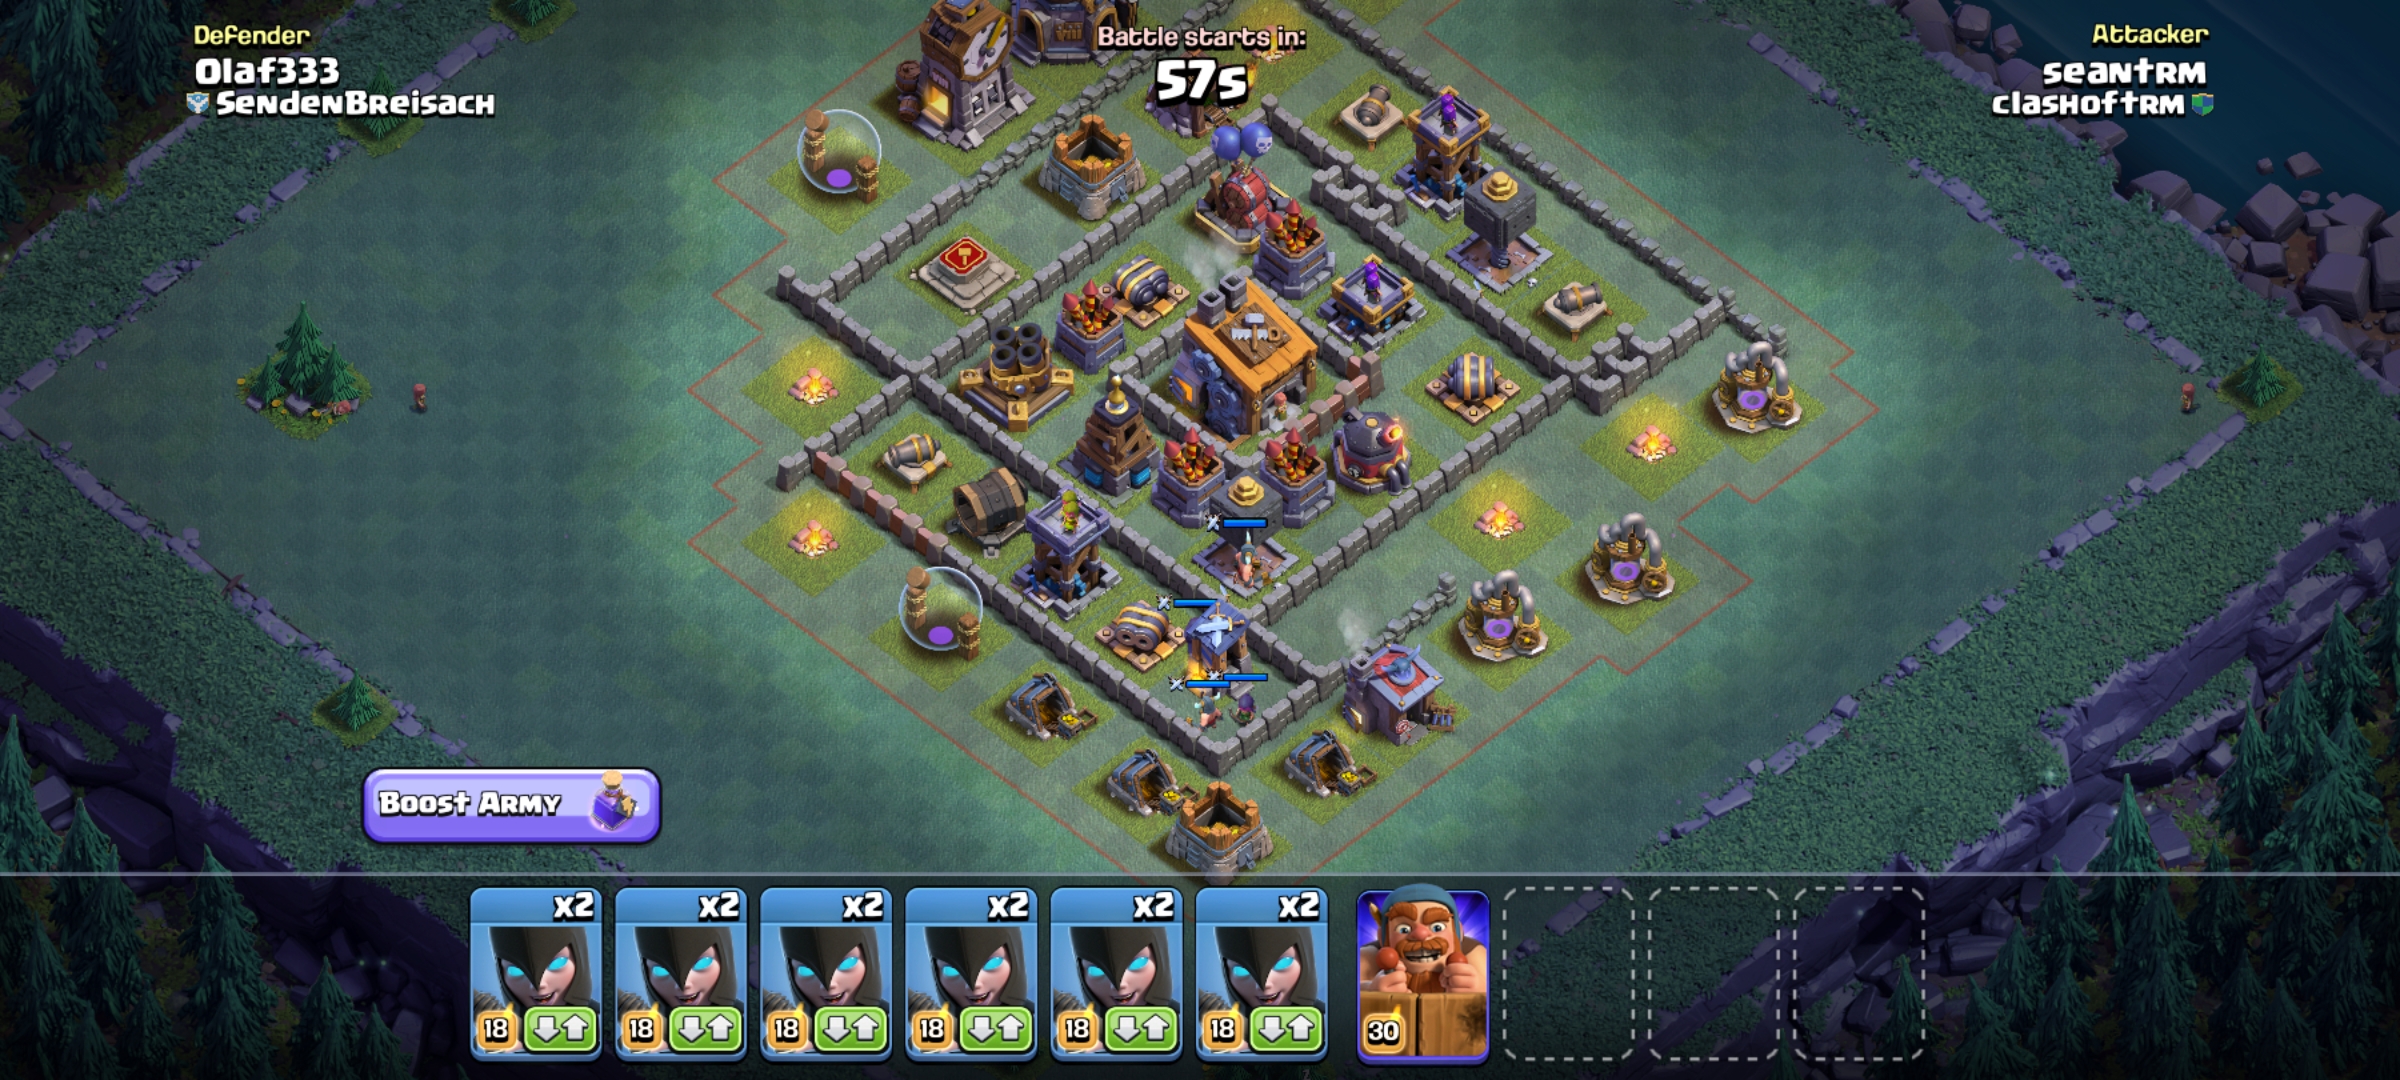 Defender
Olaf333
SendenBreisach
Battle starts in:
57s
Attacker
seantRM
clashoftRM
Boost Army
x2
x2
x2
x2
x2
x2
18
18
18
18
18
18
30